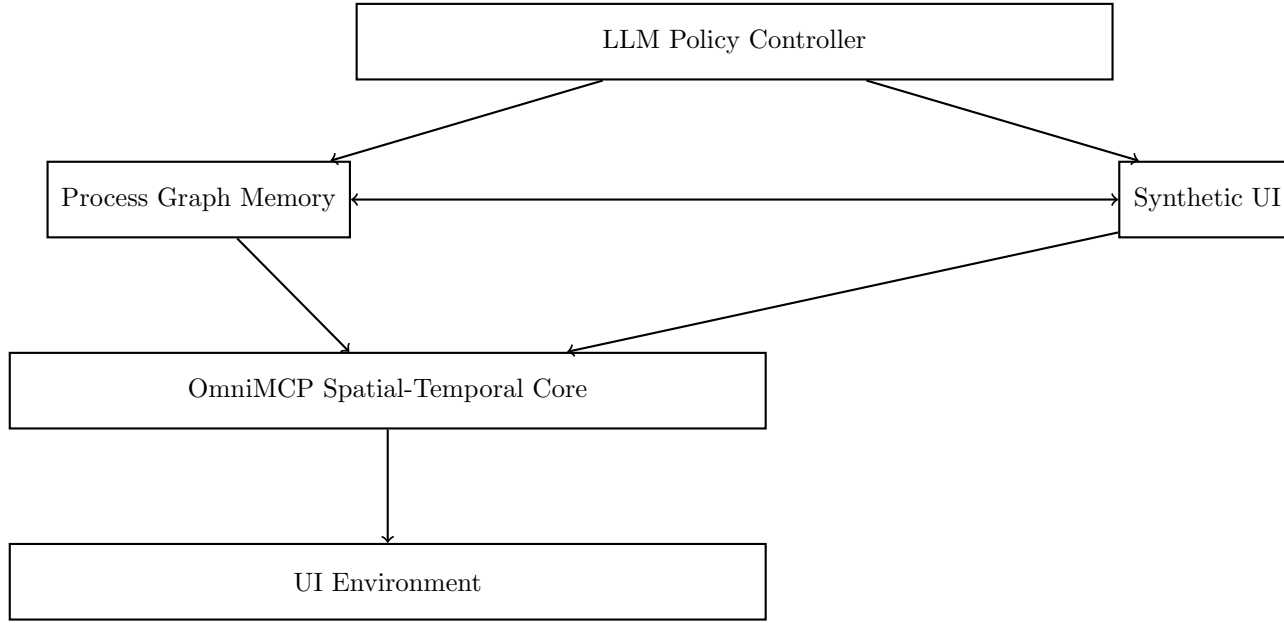 LLM Policy Controller
Process Graph Memory
Synthetic UI
OmniMCP Spatial-Temporal Core
UI Environment